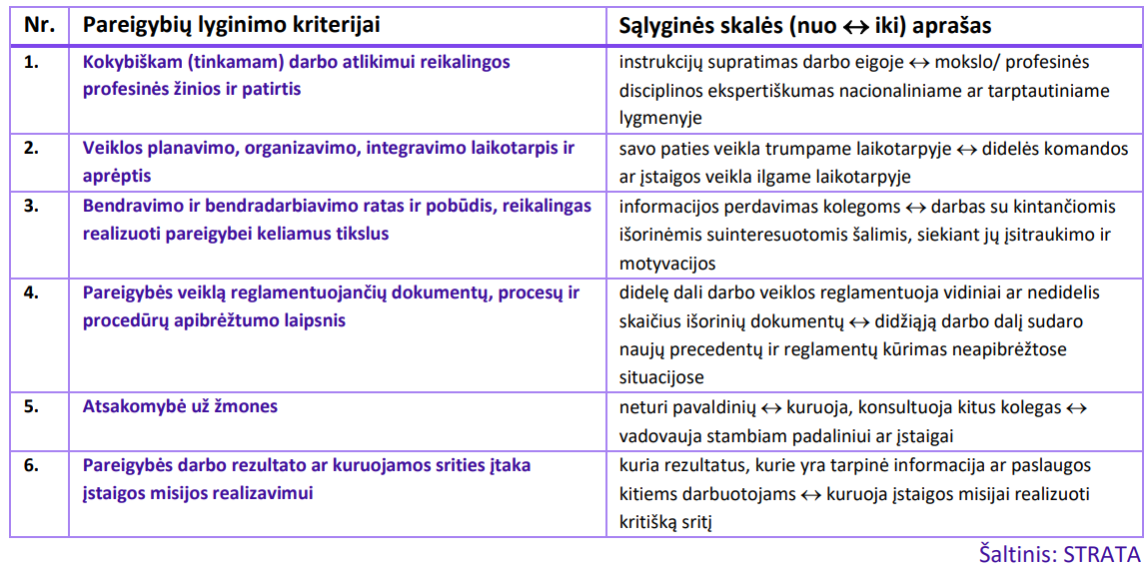 Nr. Pareigybių lyginimo kriterijai Sąlyginės skalės (nuo ↔ iki) aprašas
1. Kokybiškam (tinkamam) darbo atlikimui reikalingos
profesinės žinios ir patirtis
instrukcijų supratimas darbo eigoje ↔ mokslo/ profesinės
disciplinos ekspertiškumas nacionaliniame ar tarptautiniame
lygmenyje
2. Veiklos planavimo, organizavimo, integravimo laikotarpis ir
aprėptis
savo paties veikla trumpame laikotarpyje ↔ didelės komandos
ar įstaigos veikla ilgame laikotarpyje
3. Bendravimo ir bendradarbiavimo ratas ir pobūdis, reikalingas
realizuoti pareigybei keliamus tikslus
informacijos perdavimas kolegoms ↔ darbas su kintančiomis
išorinėmis suinteresuotomis šalimis, siekiant jų įsitraukimo ir
motyvacijos
4. Pareigybės veiklą reglamentuojančių dokumentų, procesų ir
procedūrų apibrėžtumo laipsnis
didelę dali darbo veiklos reglamentuoja vidiniai ar nedidelis
skaičius išorinių dokumentų ↔ didžiąją darbo dalį sudaro
naujų precedentų ir reglamentų kūrimas neapibrėžtose
situacijose
5. Atsakomybė už žmones
neturi pavaldinių ↔ kuruoja, konsultuoja kitus kolegas ↔
vadovauja stambiam padaliniui ar įstaigai
6. Pareigybės darbo rezultato ar kuruojamos srities įtaka
įstaigos misijos realizavimui
kuria rezultatus, kurie yra tarpinė informacija ar paslaugos
kitiems darbuotojams ↔ kuruoja įstaigos misijai realizuoti
kritišką sritį
Šaltinis: STRATA